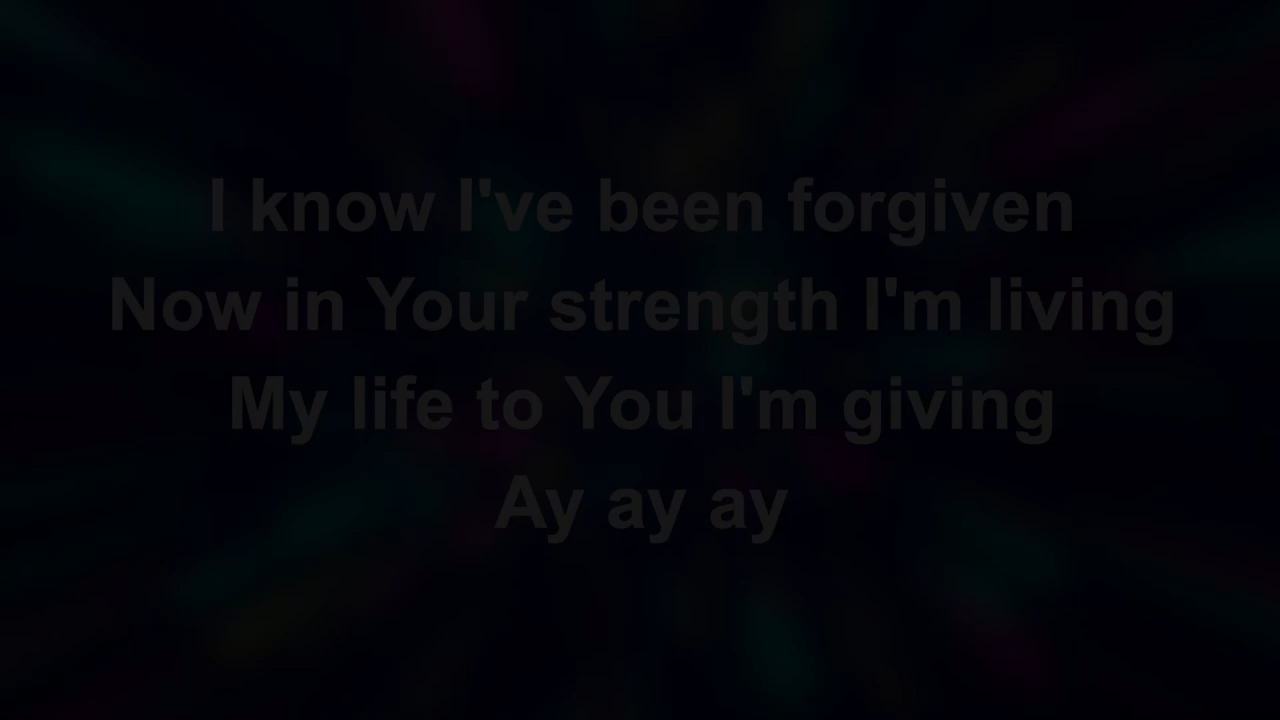 I know I've been forgiven
Now in Your strength I'm living
My life to You I'm giving
Ay ay ay